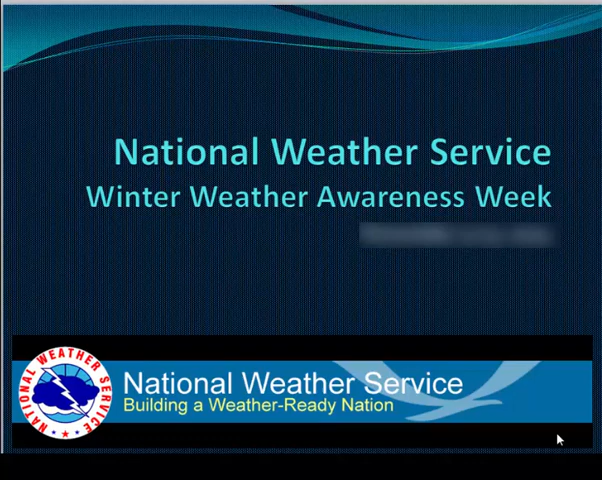 National Weather Service
Winter Weather Awareness Week
NATIONAL WEATHER SERVICE
National Weather Service
Building a Weather-Ready Nation